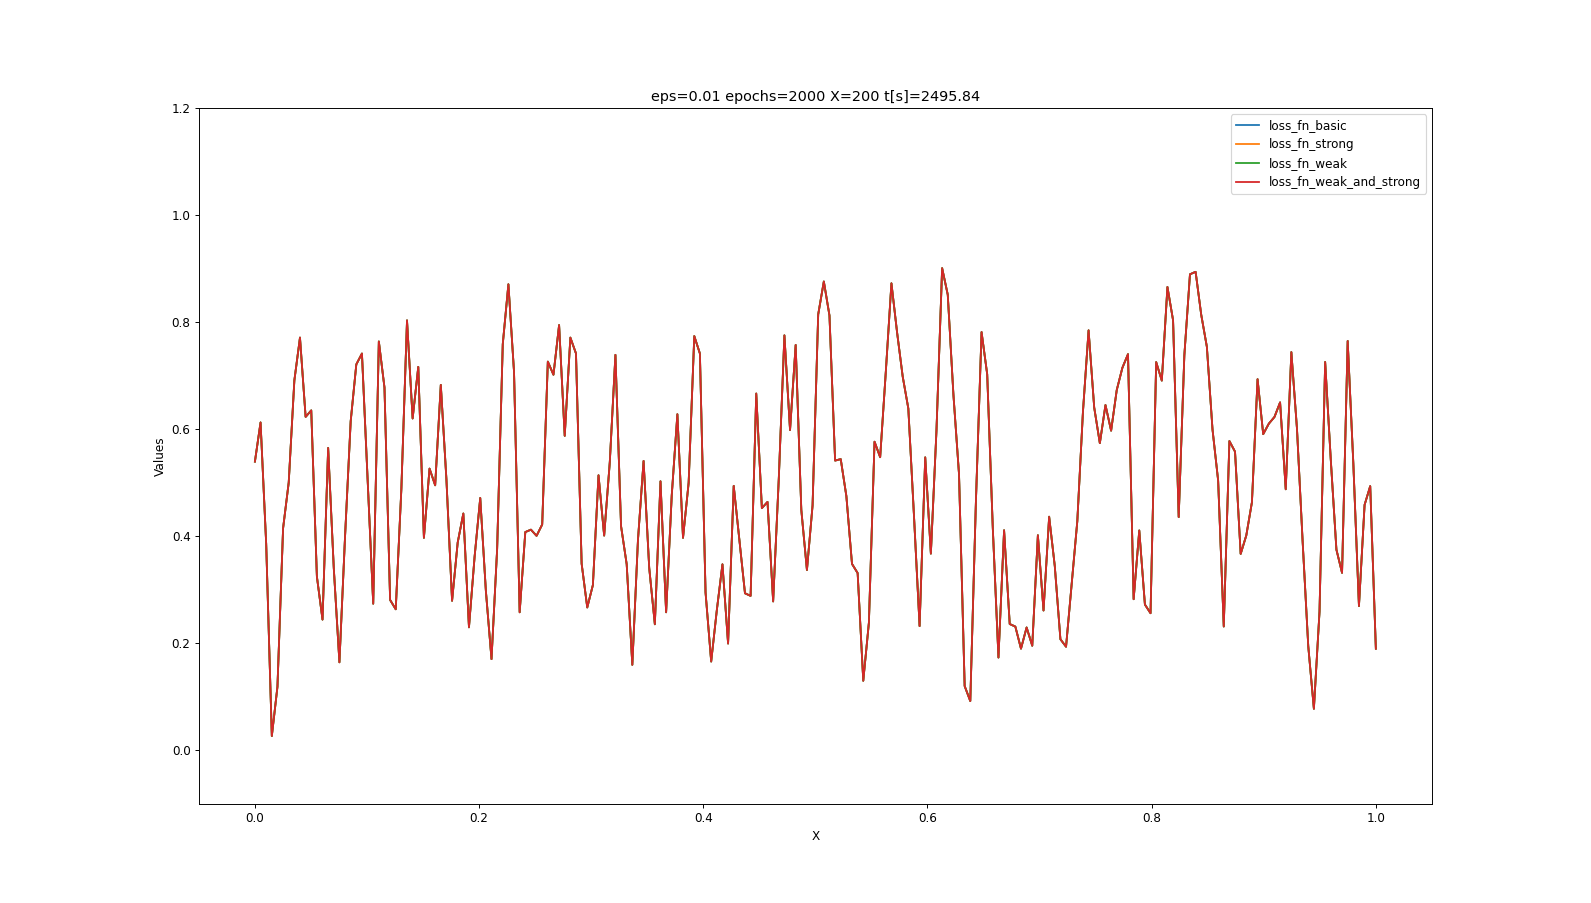 eps=0.01 epochs=2000 X=200 t[s]=2495.84
loss_fn_basic
loss_fn_strong
loss_fn_weak
loss_fn_weak_and_strong
1.2
1.0
0.8
0.6
0.4
0.2
0.0
Values
0.0 0.2 0.4 0.6 0.8 1.0
X